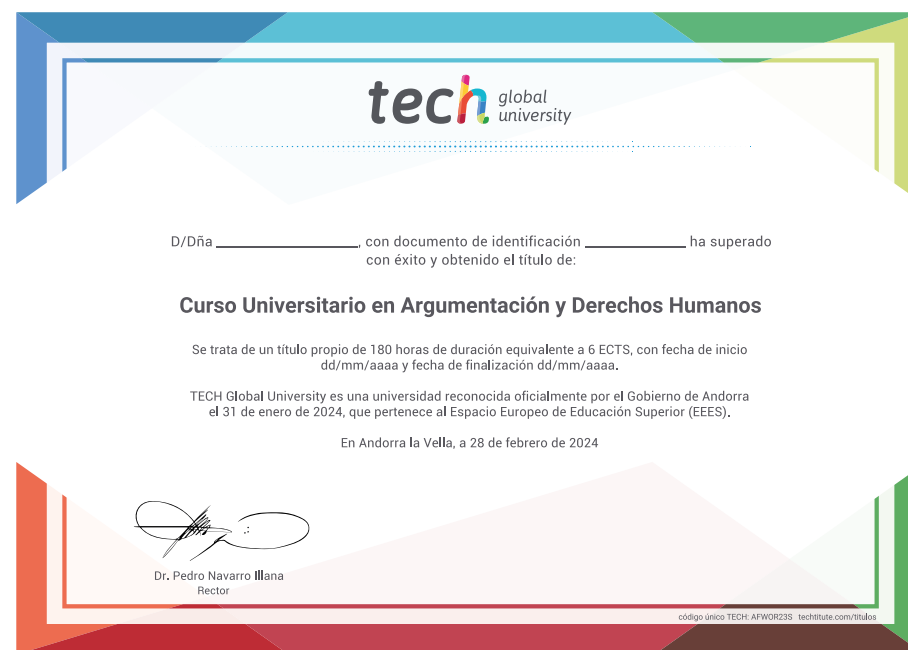 tech global
university
D/Dña ______________, con documento de identificación __________ ha superado
con éxito y obtenido el título de:
Curso Universitario en Argumentación y Derechos Humanos
Se trata de un título propio de 180 horas de duración equivalente a 6 ECTS, con fecha de inicio
dd/mm/aaaa y fecha de finalización dd/mm/aaaa.
TECH Global University es una universidad reconocida oficialmente por el Gobierno de Andorra
el 31 de enero de 2024, que pertenece al Espacio Europeo de Educación Superior (EEES).
En Andorra la Vella, a 28 de febrero de 2024
Dr. Pedro Navarro Illana
Rector
código único TECH: AFWOR23S techtitute.com/titulos